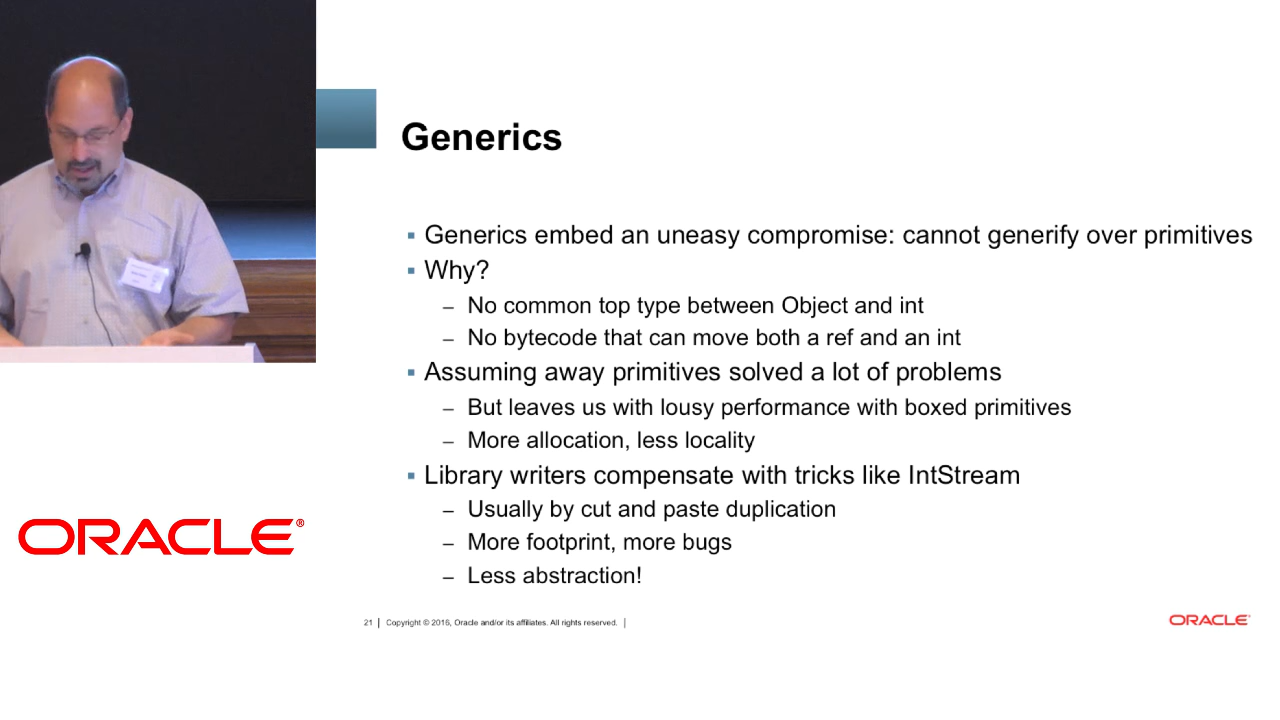 Generics
▪ Generics embed an uneasy compromise: cannot generify over primitives
▪ Why?
– No common top type between Object and int
– No bytecode that can move both a ref and an int
▪ Assuming away primitives solved a lot of problems
– But leaves us with lousy performance with boxed primitives
– More allocation, less locality
▪ Library writers compensate with tricks like IntStream
– Usually by cut and paste duplication
– More footprint, more bugs
– Less abstraction!
ORACLE®
21 | Copyright © 2016, Oracle and/or its affiliates. All rights reserved. |
ORACLE®